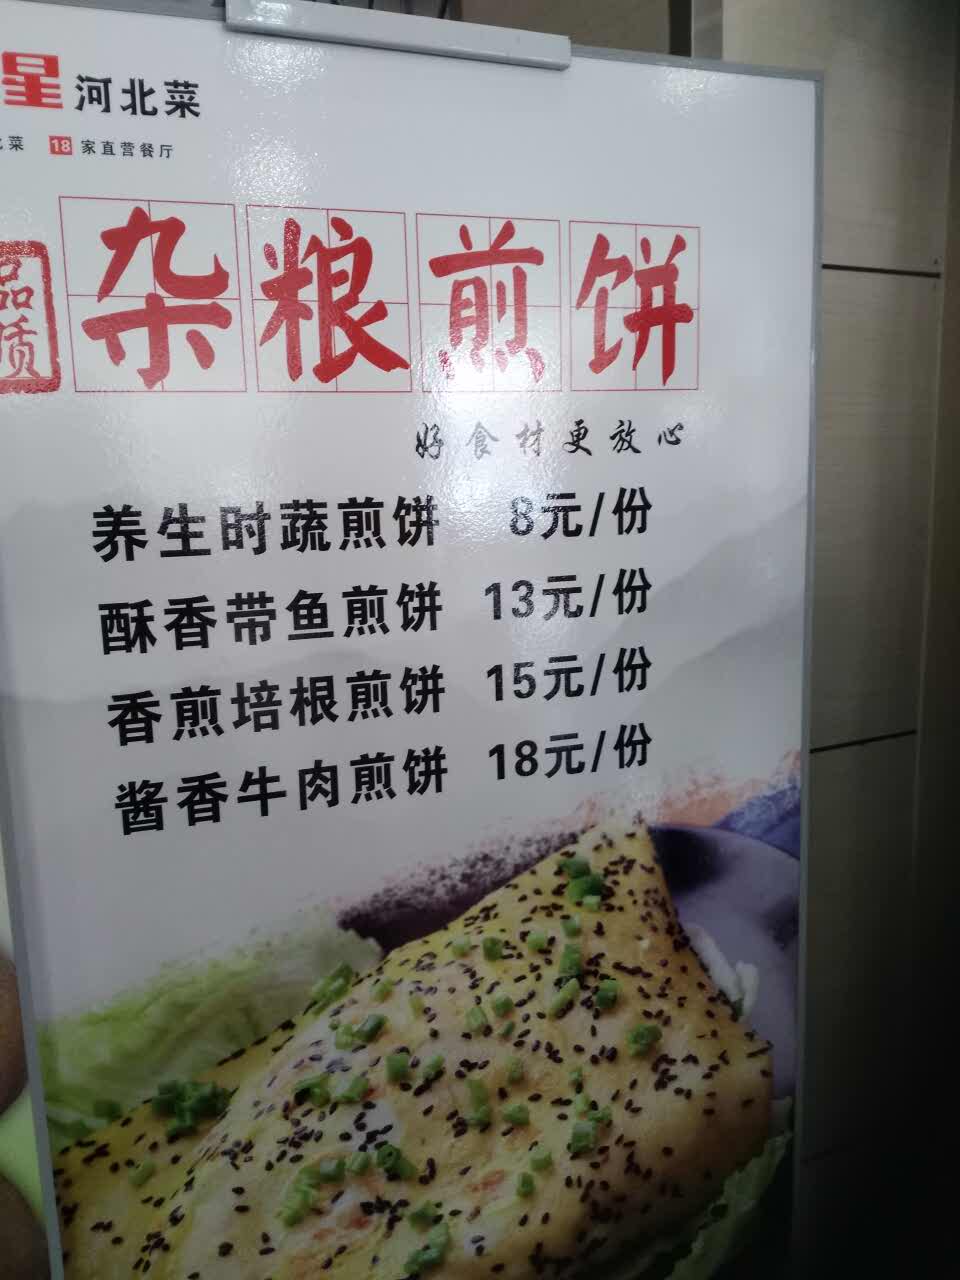 星 河北菜
菜 18 家直营餐厅
品质
杂粮煎饼
好食材更放心
养生时蔬煎饼 8元/份
酥香带鱼煎饼 13元/份
香煎培根煎饼 15元/份
酱香牛肉煎饼 18元/份